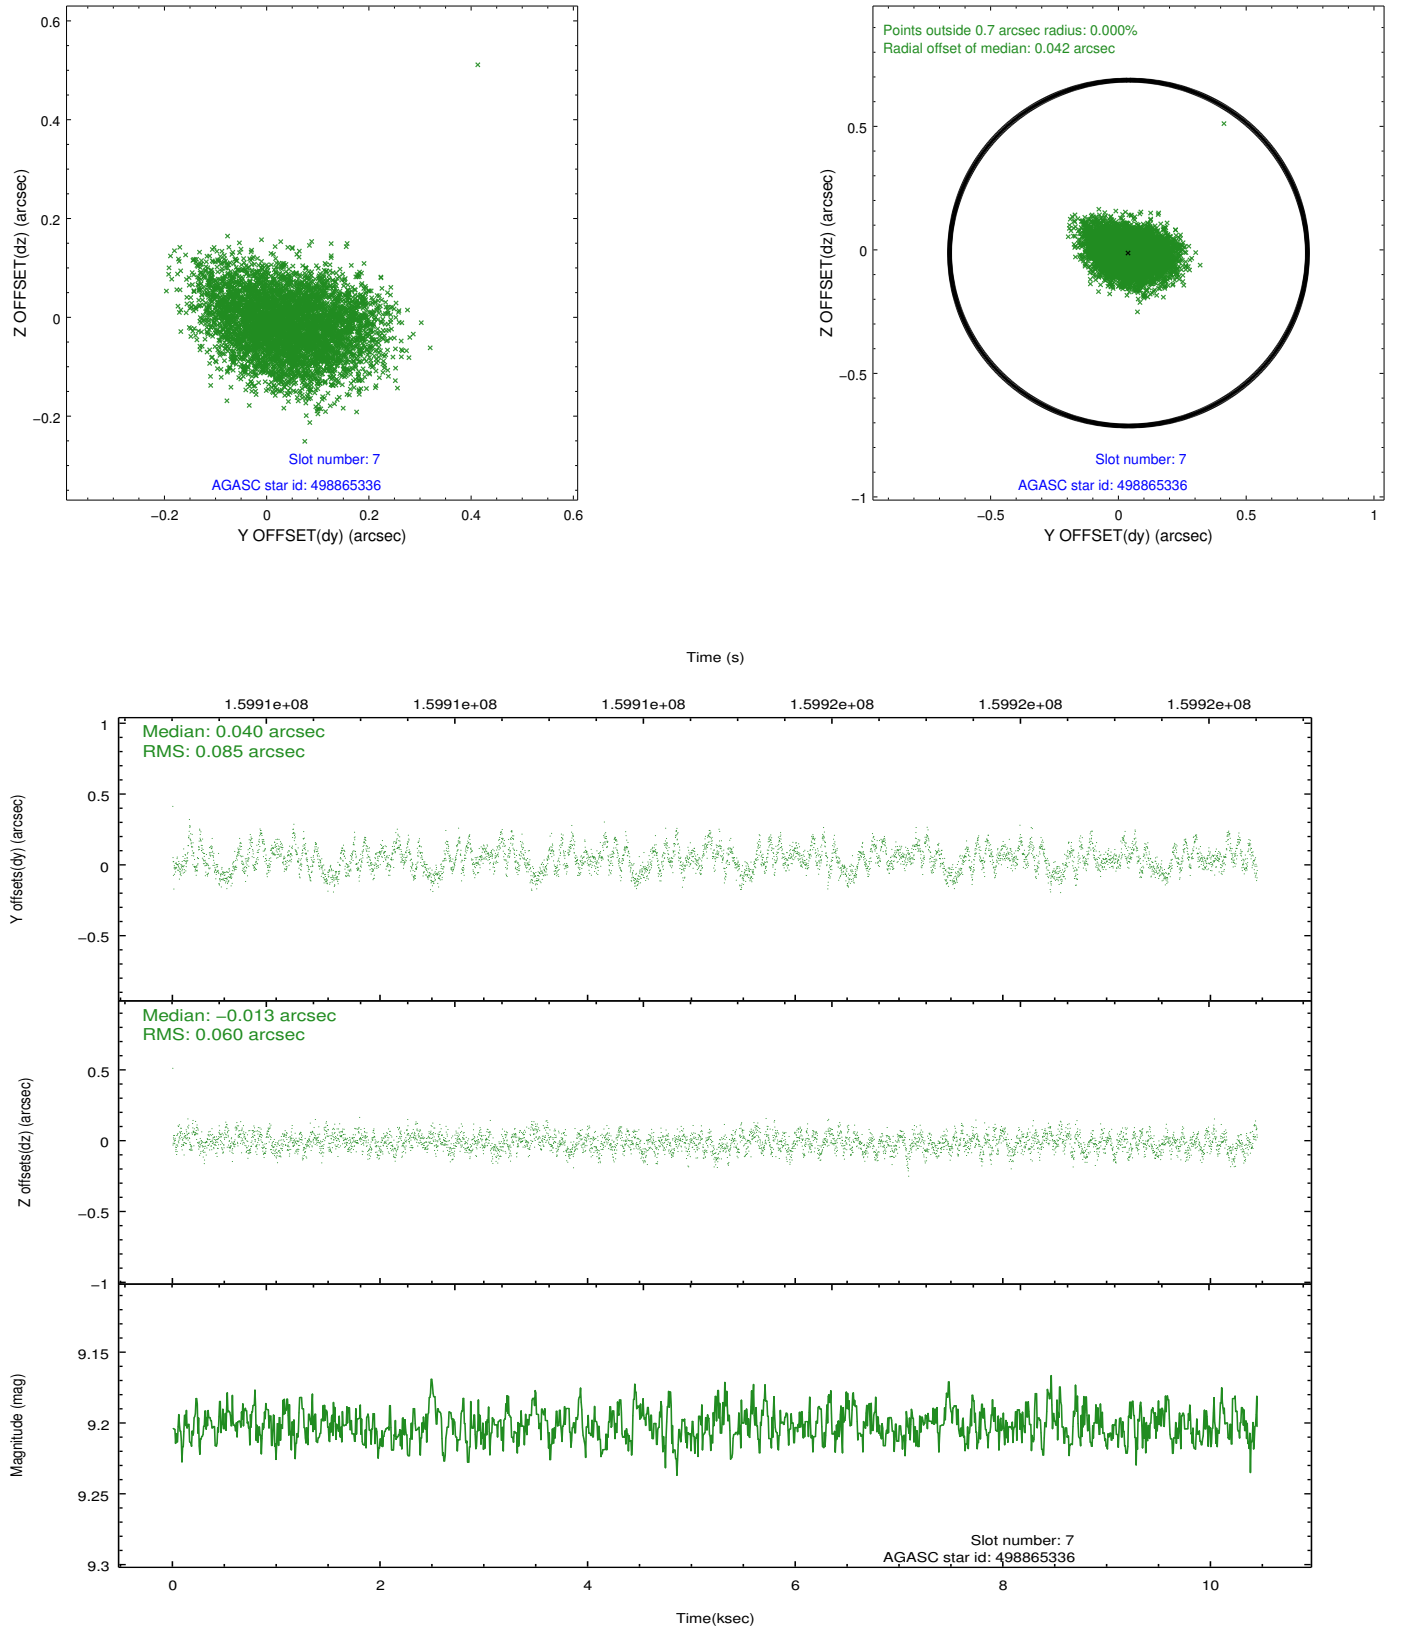 0.6
0.4
0.2
0
−0.2
Z OFFSET(dz) (arcsec)
Slot number: 7
AGASC star id: 498865336
−0.2 0 0.2 0.4 0.6
Y OFFSET(dy) (arcsec)
Points outside 0.7 arcsec radius: 0.000%
Radial offset of median: 0.042 arcsec
0.5
0
−0.5
−1
Z OFFSET(dz) (arcsec)
Slot number: 7
AGASC star id: 498865336
−0.5 0 0.5 1
Y OFFSET(dy) (arcsec)
Time (s)
1.5991e+08 1.5991e+08 1.5991e+08 1.5992e+08 1.5992e+08 1.5992e+08
Median: 0.040 arcsec
RMS: 0.085 arcsec
1
0.5
0
−0.5
Y offsets(dy) (arcsec)
Median: −0.013 arcsec
RMS: 0.060 arcsec
0.5
0
−0.5
−1
Z offsets(dz) (arcsec)
9.15
9.2
9.25
9.3
Magnitude (mag)
Slot number: 7
AGASC star id: 498865336
0 2 4 6 8 10
Time(ksec)